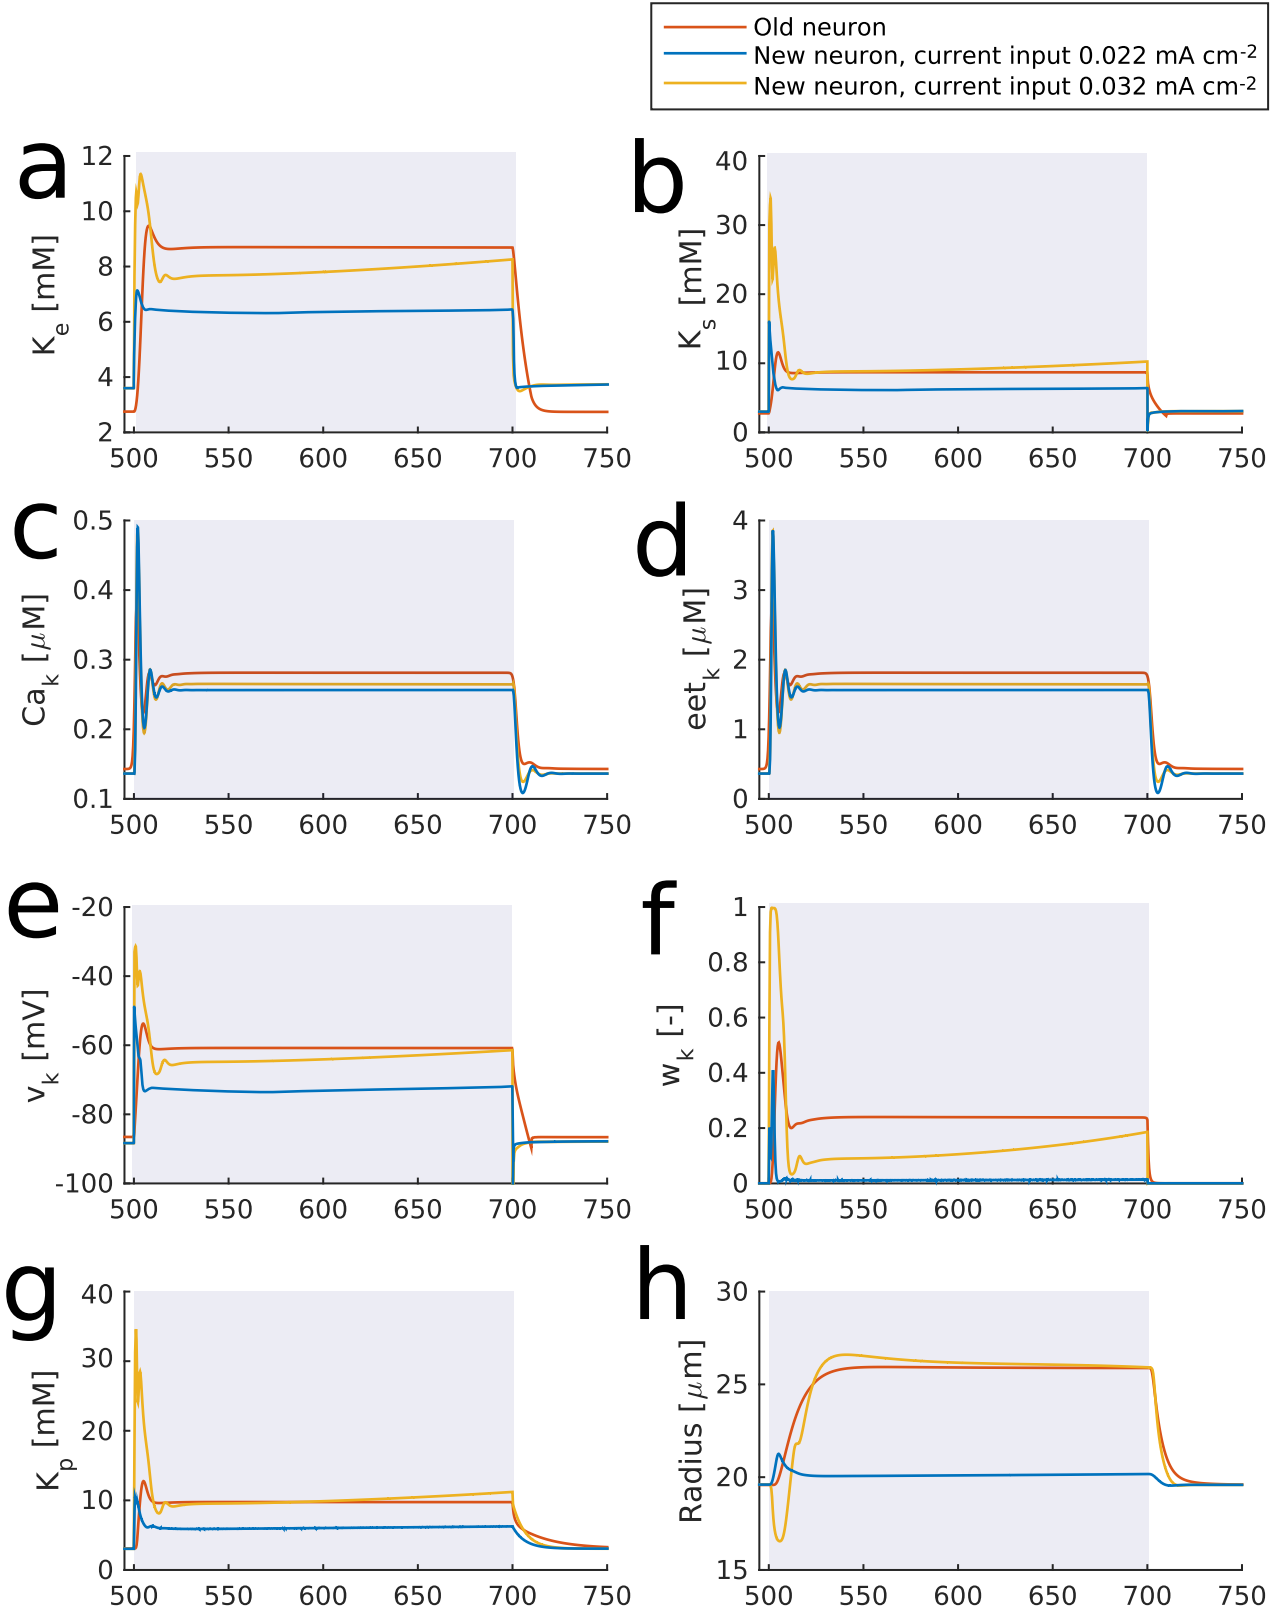 Old neuron
New neuron, current input 0.022 mA cm-2
New neuron, current input 0.032 mA cm-2
a
12
10
8
6
4
2
Ke [mM]
500 550 600 650 700 750
b
40
30
20
10
0
Ks [mM]
500 550 600 650 700 750
c
0.5
0.4
0.3
0.2
0.1
Cak [μM]
500 550 600 650 700 750
d
4
3
2
1
0
eetk [μM]
500 550 600 650 700 750
e
-20
-40
-60
-80
-100
vk [mV]
500 550 600 650 700 750
f
1
0.8
0.6
0.4
0.2
0
wk [-]
500 550 600 650 700 750
g
40
30
20
10
0
Kp [mM]
500 550 600 650 700 750
h
30
25
20
15
Radius [μm]
500 550 600 650 700 750